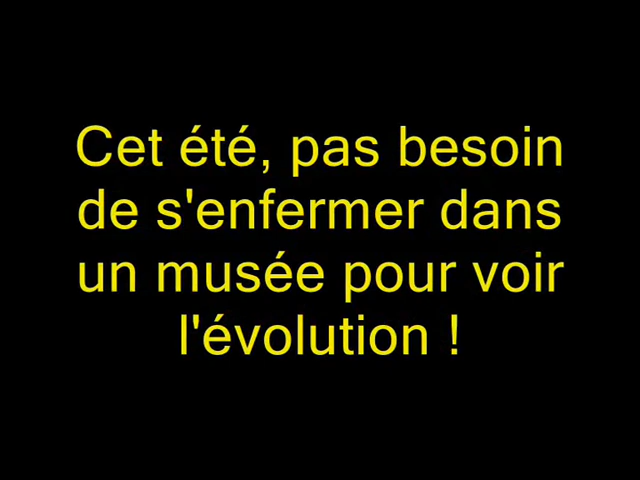 Cet été, pas besoin
de s'enfermer dans
un musée pour voir
l'évolution !